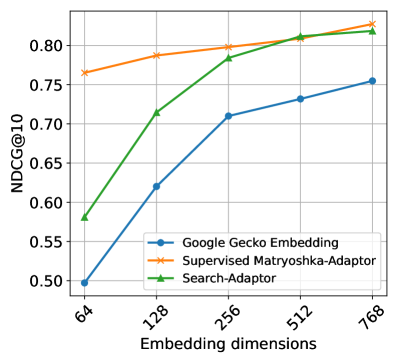 NDCG@10
0.80
0.75
0.70
0.65
0.60
0.55
0.50
Google Gecko Embedding
Supervised Matryoshka-Adaptor
Search-Adaptor
64
128
256
512
768
Embedding dimensions